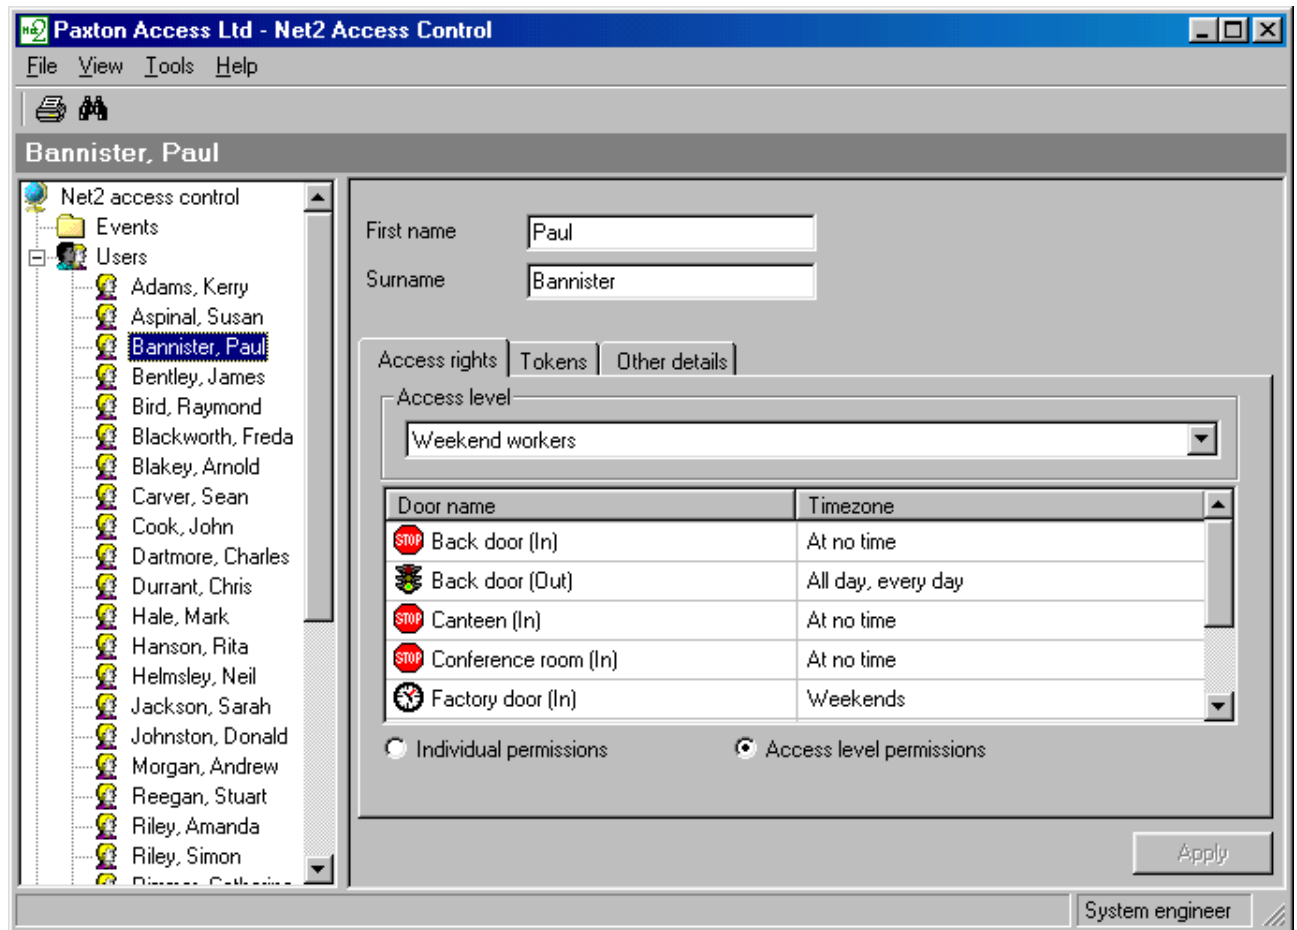 Net2 Paxton Access Ltd - Net2 Access Control
File View Tools Help
Bannister, Paul
Net2 access control
Events
Users
Adams, Kerry
Aspinal, Susan
Bannister, Paul
Bentley, James
Bird, Raymond
Blackworth, Freda
Blakey, Arnold
Carver, Sean
Cook, John
Dartmore, Charles
Durrant, Chris
Hale, Mark
Hanson, Rita
Helmsley, Neil
Jackson, Sarah
Johnston, Donald
Morgan, Andrew
Reegan, Stuart
Riley, Amanda
Riley, Simon
First name Paul
Surname Bannister
Access rights Tokens Other details
Access level
Weekend workers
Door name Timezone
STOP Back door (In) At no time
Back door (Out) All day, every day
STOP Canteen (In) At no time
STOP Conference room (In) At no time
Factory door (In) Weekends
Individual permissions Access level permissions
Apply
System engineer